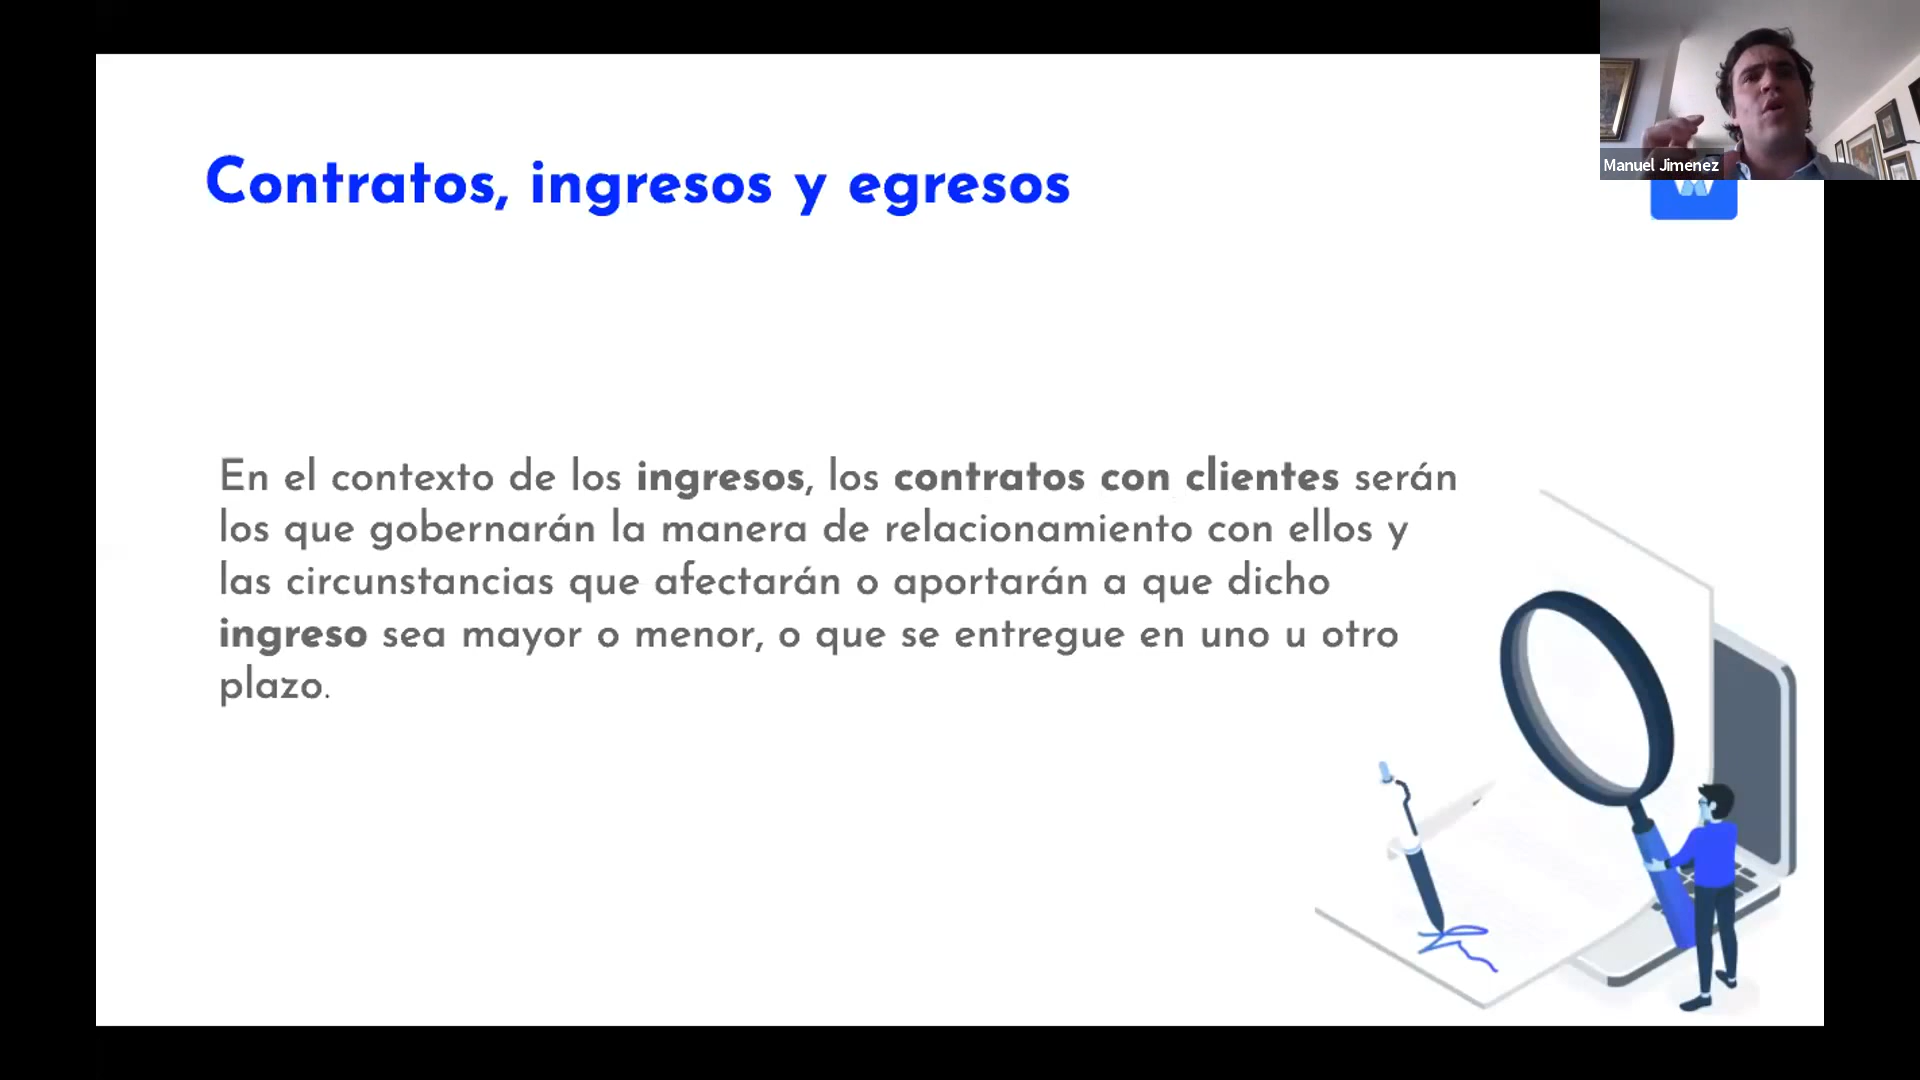 Contratos, ingresos y egresos
Manuel Jimenez
En el contexto de los ingresos, los contratos con clientes serán
los que gobernarán la manera de relacionamiento con ellos y
las circunstancias que afectarán o aportarán a que dicho
ingreso sea mayor o menor, o que se entregue en uno u otro
plazo.